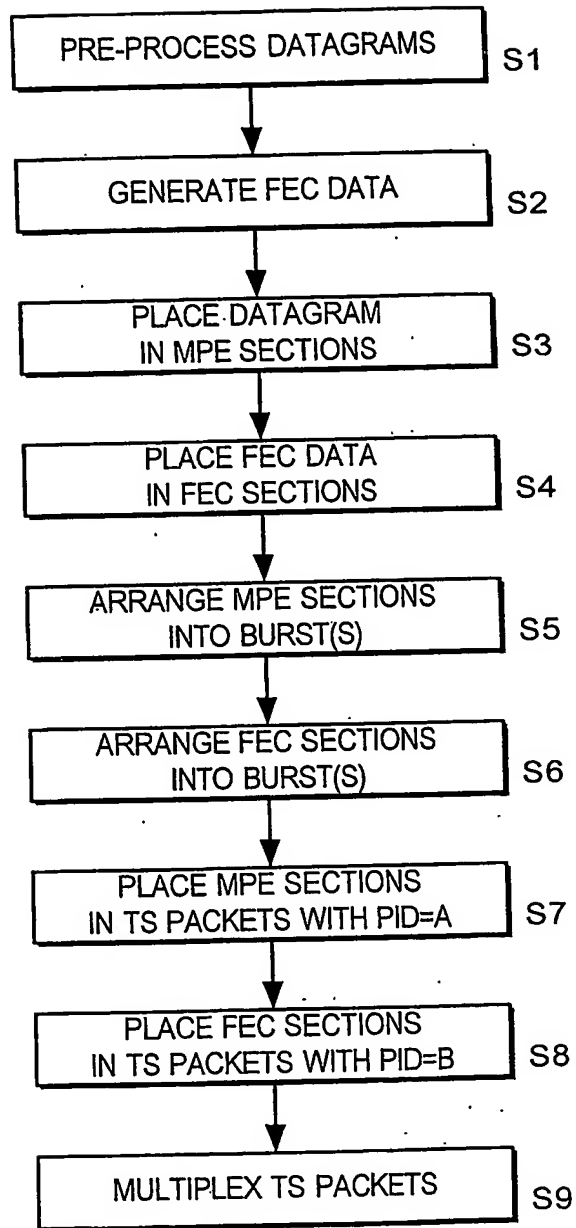 PRE-PROCESS DATAGRAMS
S1
GENERATE FEC DATA
S2
PLACE DATAGRAM
IN MPE SECTIONS
S3
PLACE FEC DATA
IN FEC SECTIONS
S4
ARRANGE MPE SECTIONS
INTO BURST(S)
S5
ARRANGE FEC SECTIONS
INTO BURST(S)
S6
PLACE MPE SECTIONS
IN TS PACKETS WITH PID=A
S7
PLACE FEC SECTIONS
IN TS PACKETS WITH PID=B
S8
MULTIPLEX TS PACKETS
S9